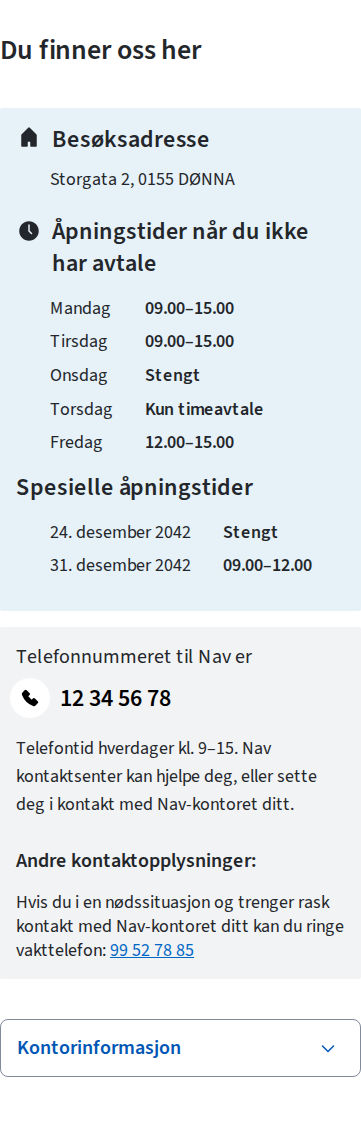 Du finner oss her
Besøksadresse
Storgata 2, 0155 DØNNA
Åpningstider når du ikke
har avtale
Mandag 09.00–15.00
Tirsdag 09.00–15.00
Onsdag Stengt
Torsdag Kun timeavtale
Fredag 12.00–15.00
Spesielle åpningstider
24. desember 2042 Stengt
31. desember 2042 09.00–12.00
Telefonnummeret til Nav er
12 34 56 78
Telefontid hverdager kl. 9–15. Nav
kontaktsenter kan hjelpe deg, eller sette
deg i kontakt med Nav-kontoret ditt.
Andre kontaktopplysninger:
Hvis du i en nødssituasjon og trenger rask
kontakt med Nav-kontoret ditt kan du ringe
vakttelefon: 99 52 78 85
Kontorinformasjon